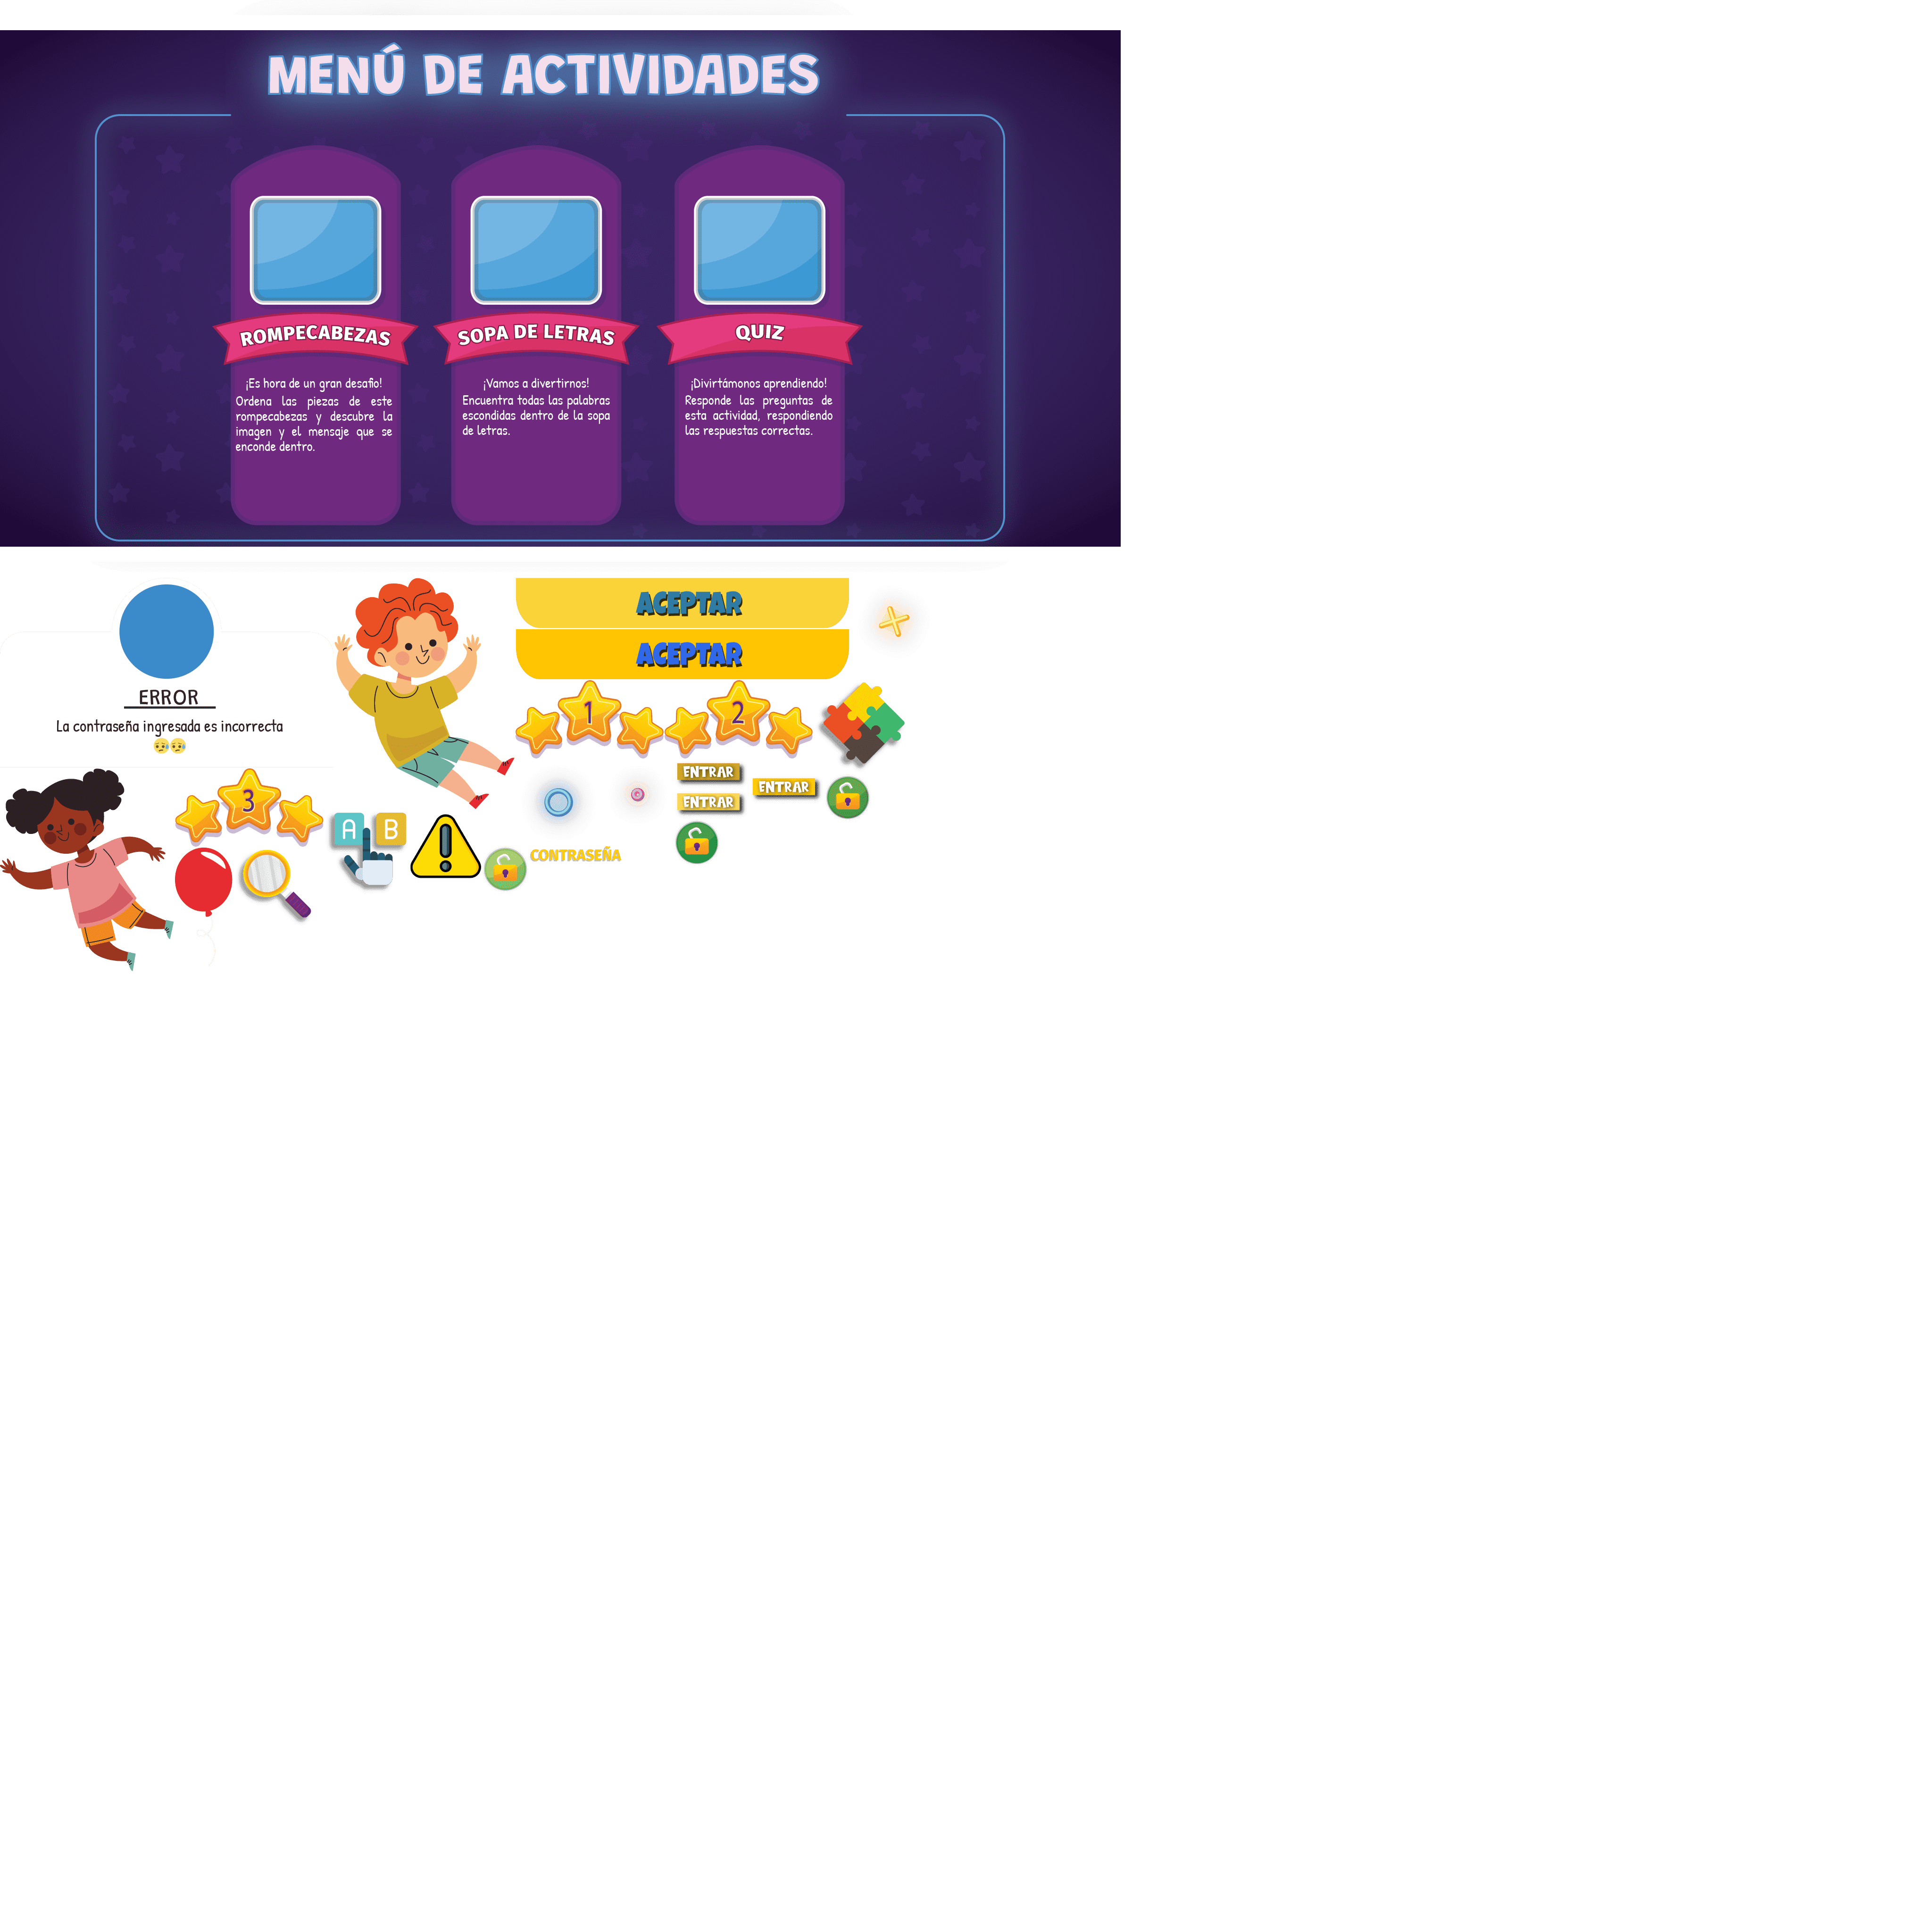 MENÚ DE ACTIVIDADES
ROMPECABEZAS
¡Es hora de un gran desafio!
Ordena las piezas de este
rompecabezas y descubre la
imagen y el mensaje que se
enconde dentro.
SOPA DE LETRAS
¡Vamos a divertirnos!
Encuentra todas las palabras
escondidas dentro de la sopa
de letras.
QUIZ
¡Divirtámonos aprendiendo!
Responde las preguntas de
esta actividad, respondiendo
las respuestas correctas.
ERROR
La contraseña ingresada es incorrecta
ACEPTAR
ACEPTAR
1
2
ENTRAR
ENTRAR
ENTRAR
3
A B
CONTRASEÑA